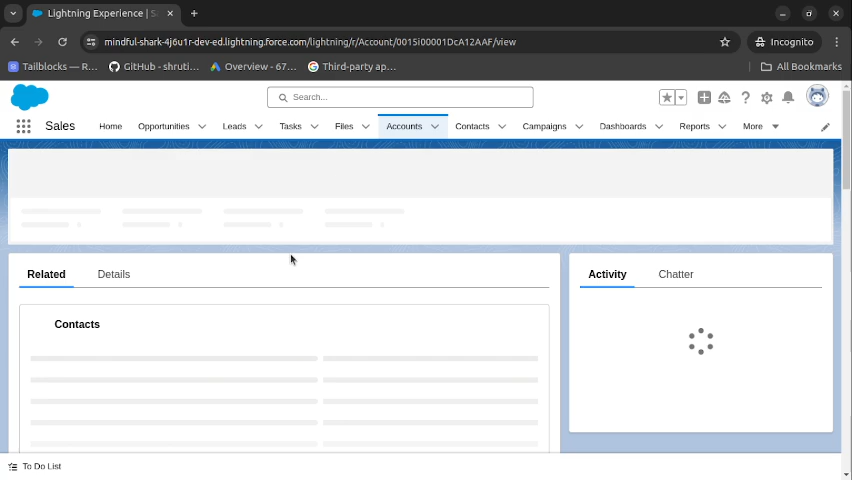 Lightning Experience | S
mindful-shark-4j6u1r-dev-ed.lightning.force.com/lightning/r/Account/0015i00001DcA12AAF/view
Incognito
Tailblocks — R...
GitHub - shruti...
Overview - 67...
Third-party ap...
All Bookmarks
Search...
Sales
Home
Opportunities
Leads
Tasks
Files
Accounts
Contacts
Campaigns
Dashboards
Reports
More
Related
Details
Activity
Chatter
Contacts
To Do List